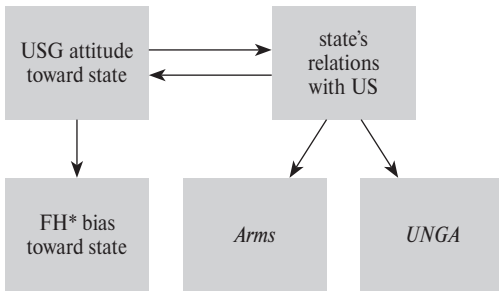 USG attitude
toward state
state's
relations
with US
FH* bias
toward state
Arms
UNGA